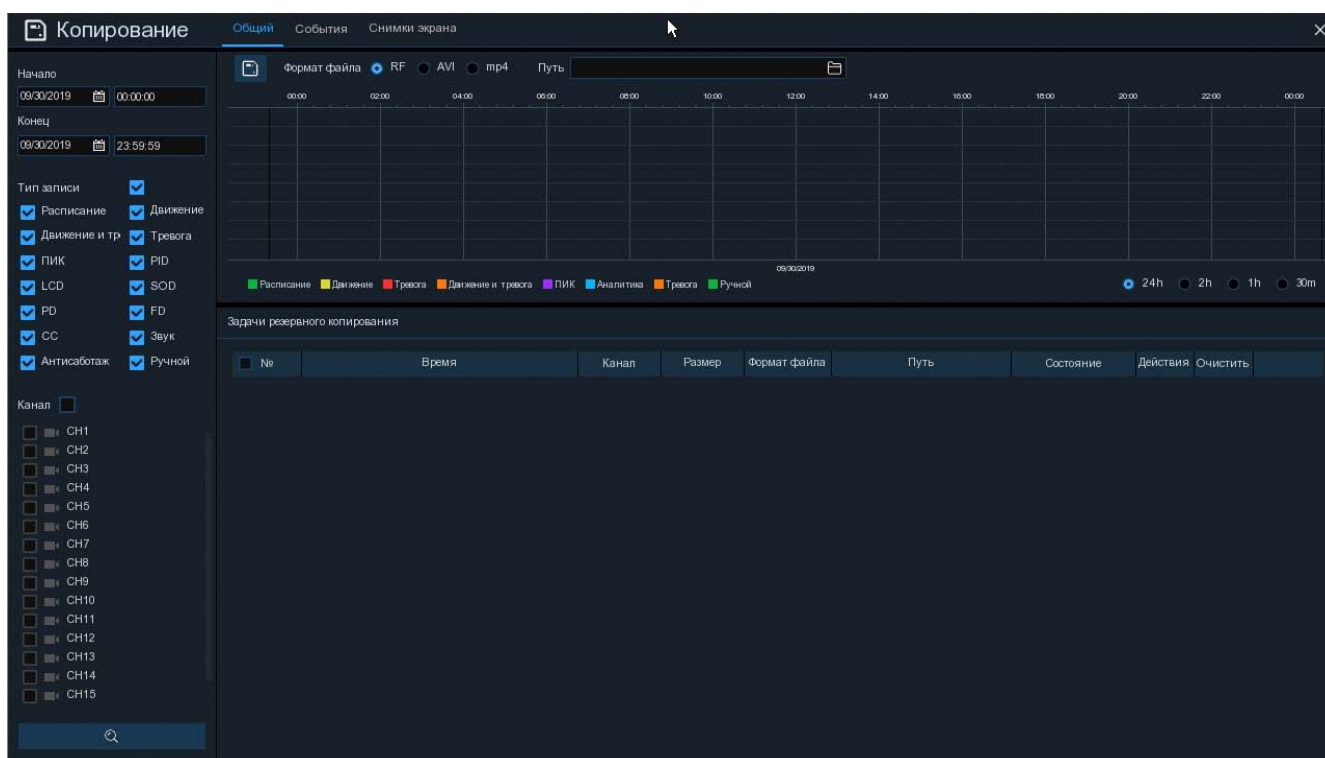 Копирование
Общий События Снимки экрана
Начало
09/30/2019 00:00:00
Конец
09/30/2019 23:59:59
Тип записи
Расписание Движение
Движение и тр Тревога
ПИК PID
LCD SOD
PD FD
CC Звук
Антисаботаж Ручной
Канал
CH1
CH2
CH3
CH4
CH5
CH6
CH7
CH8
CH9
CH10
CH11
CH12
CH13
CH14
CH15
Формат файла RF AVI mp4 Путь
00:00 02:00 04:00 06:00 08:00 10:00 12:00 14:00 16:00 18:00 20:00 22:00 00:00
09/30/2019
Расписание Движение Тревога Движение и тревога ПИК Аналитика Тревога Ручной
24h 2h 1h 30m
Задачи резервного копирования
№ Время Канал Размер Формат файла Путь Состояние Действия Очистить